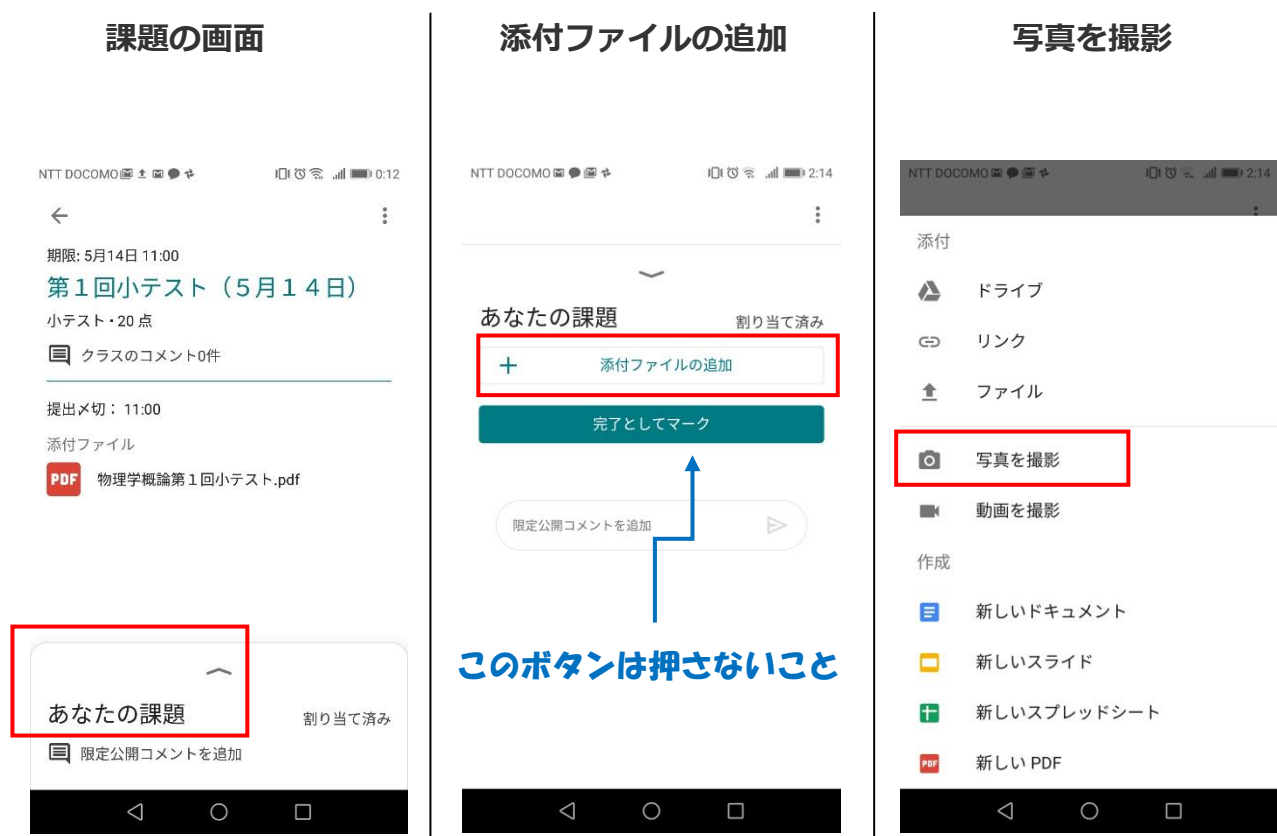 課題の画面
NTT DOCOMO 0:12
期限: 5月14日 11:00
第１回小テスト（５月１４日）
小テスト・20 点
クラスのコメント0件
提出〆切： 11:00
添付ファイル
PDF 物理学概論第１回小テスト.pdf
あなたの課題 割り当て済み
限定公開コメントを追加
添付ファイルの追加
NTT DOCOMO 2:14
あなたの課題 割り当て済み
+ 添付ファイルの追加
完了としてマーク
限定公開コメントを追加
このボタンは押さないこと
写真を撮影
NTT DOCOMO 2:14
添付
ドライブ
リンク
ファイル
写真を撮影
動画を撮影
作成
新しいドキュメント
新しいスライド
新しいスプレッドシート
PDF 新しい PDF